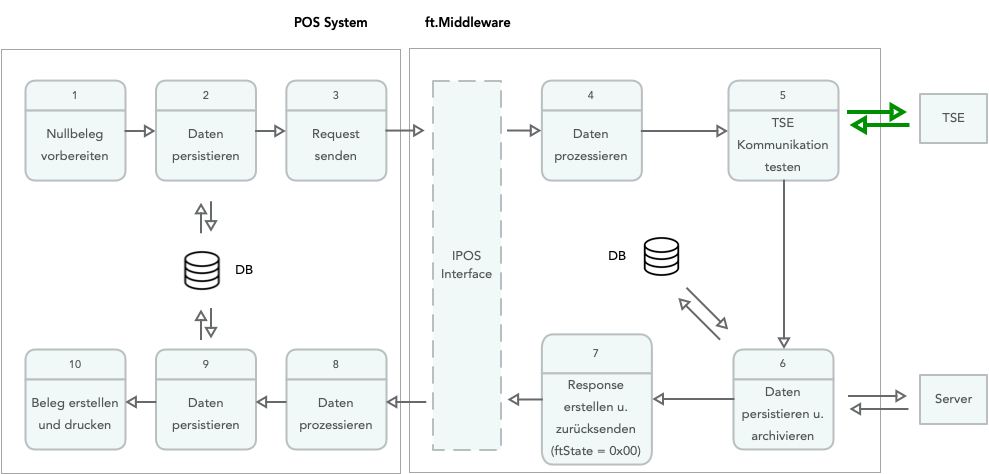 POS System
ft.Middleware
1
Nullbeleg
vorbereiten
2
Daten
persistieren
3
Request
senden
4
Daten
prozessieren
5
TSE
Kommunikation
testen
TSE
IPOS
Interface
DB
DB
10
Beleg erstellen
und drucken
9
Daten
persistieren
8
Daten
prozessieren
7
Response
erstellen u.
zurücksenden
(ftState = 0x00)
6
Daten
persistieren u.
archivieren
Server